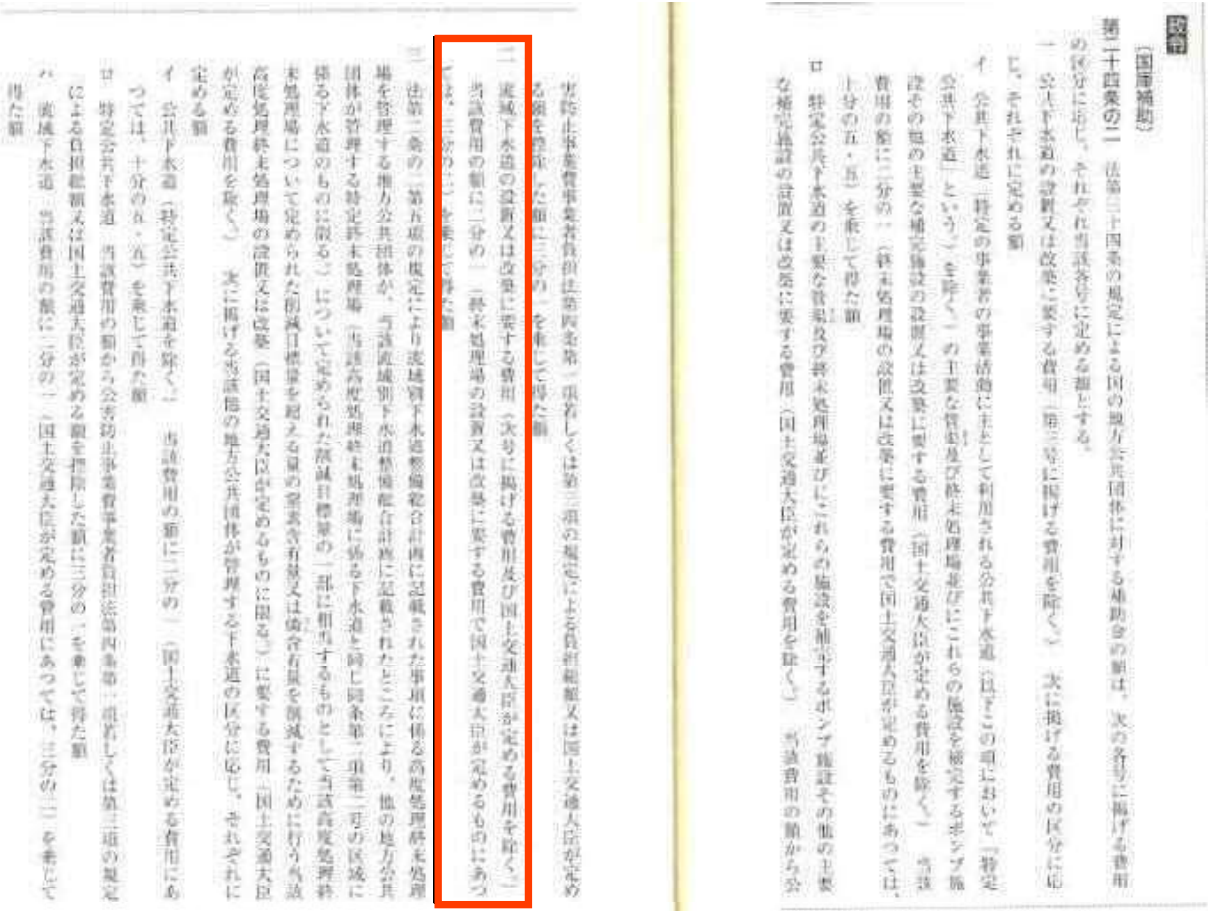 政令
〔国庫補助〕
第二十四条の二 法第三十四条の規定による国の地方公共団体に対する補助金の額は、次の各号に掲げる費用
の区分に応じ、それぞれ当該各号に定める額とする。
一 公共下水道の設置又は改築に要する費用(第三号に掲げる費用を除く。) 次に掲げる費用の区分に応
じ、それぞれに定める額
イ 公共下水道(特定の事業者の事業活動に主として利用される公共下水道(以下この項において「特定
公共下水道」という。)を除く。)の主要な管渠及び終末処理場並びにこれらの施設を補完するポンプ施
設その他の主要な補完施設の設置又は改築に要する費用(国土交通大臣が定める費用を除く。) 当該
費用の額に二分の一(終末処理場の設置又は改築に要する費用で国土交通大臣が定めるものにあつては、
十分の五・五)を乗じて得た額
ロ 特定公共下水道の主要な管渠及び終末処理場並びにこれらの施設を補完するポンプ施設その他の主要
な補完施設の設置又は改築に要する費用(国土交通大臣が定める費用を除く。) 当該費用の額から公
害防止事業費事業者負担法第四条第一項若しくは第三項の規定による負担総額又は国土交通大臣が定め
る額を控除した額に三分の一を乗じて得た額
二 流域下水道の設置又は改築に要する費用(次号に掲げる費用及び国土交通大臣が定める費用を除く。)
当該費用の額に二分の一(終末処理場の設置又は改築に要する費用で国土交通大臣が定めるものにあつ
ては、三分の二)を乗じて得た額
三 法第二条の二第五項の規定により流域別下水道整備総合計画に記載された事項に係る高度処理終末処理
場を管理する地方公共団体が、当該流域別下水道整備総合計画に記載されたところにより、他の地方公共
団体が管理する特定終末処理場(当該高度処理終末処理場に係る下水道と同じ同条第二項第二号の区域に
係る下水道のものに限る。)について定められた削減目標量の一部に相当するものとして当該高度処理終
末処理場について定められた削減目標量を超える量の窒素含有量又は燐含有量を削減するために行う当該
高度処理終末処理場の設置又は改築(国土交通大臣が定めるものに限る。)に要する費用(国土交通大臣
が定める費用を除く。) 次に掲げる当該他の地方公共団体が管理する下水道の区分に応じ、それぞれに
定める額
イ 公共下水道(特定公共下水道を除く。) 当該費用の額に二分の一(国土交通大臣が定める費用にあ
つては、十分の五・五)を乗じて得た額
ロ 特定公共下水道 当該費用の額から公害防止事業費事業者負担法第四条第一項若しくは第三項の規定
による負担総額又は国土交通大臣が定める額を控除した額に三分の一を乗じて得た額
ハ 流域下水道 当該費用の額に二分の一(国土交通大臣が定める費用にあつては、三分の二)を乗じて
得た額